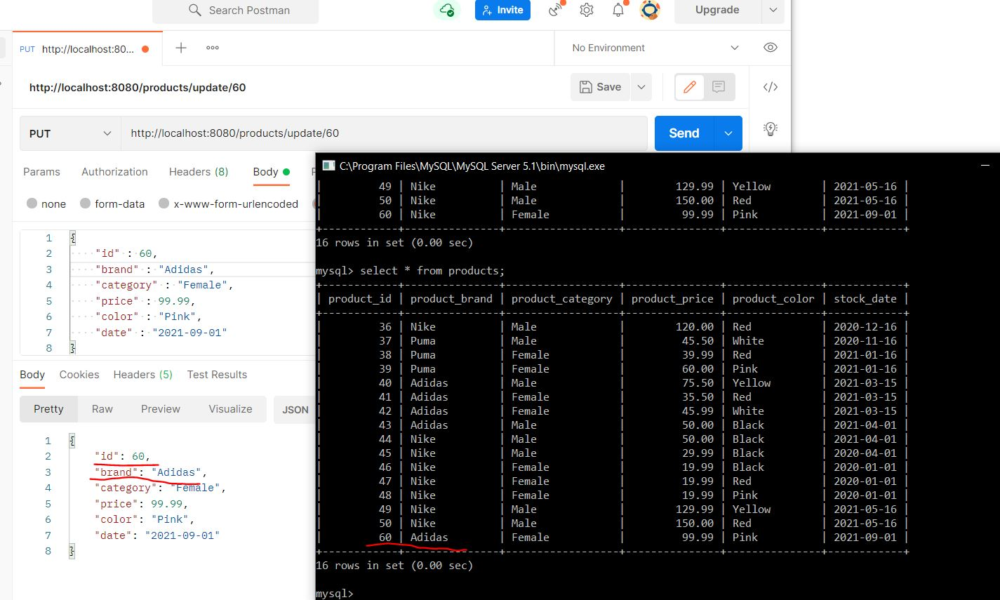 Search Postman
Invite
Upgrade
PUT http://localhost:80...
No Environment
http://localhost:8080/products/update/60
Save
PUT
http://localhost:8080/products/update/60
Send
Params Authorization Headers (8) Body
none form-data x-www-form-urlencoded
1 {
2 "id" : 60,
3 "brand" : "Adidas",
4 "category" : "Female",
5 "price" : 99.99,
6 "color" : "Pink",
7 "date" : "2021-09-01"
8 }
Body Cookies Headers (5) Test Results
Pretty Raw Preview Visualize JSON
1 {
2 "id": 60,
3 "brand": "Adidas",
4 "category": "Female",
5 "price": 99.99,
6 "color": "Pink",
7 "date": "2021-09-01"
8 }
C:\Program Files\MySQL\MySQL Server 5.1\bin\mysql.exe
| 49 | Nike | Male | 129.99 | Yellow | 2021-05-16 |
| 50 | Nike | Male | 150.00 | Red | 2021-05-16 |
| 60 | Nike | Female | 99.99 | Pink | 2021-09-01 |
+------------+---------------+------------------+---------------+---------------+------------+
16 rows in set (0.00 sec)
mysql> select * from products;
+------------+---------------+------------------+---------------+---------------+------------+
| product_id | product_brand | product_category | product_price | product_color | stock_date |
+------------+---------------+------------------+---------------+---------------+------------+
| 36 | Nike | Male | 120.00 | Red | 2020-12-16 |
| 37 | Puma | Male | 45.50 | White | 2020-11-16 |
| 38 | Puma | Female | 39.99 | Red | 2021-01-16 |
| 39 | Puma | Female | 60.00 | Pink | 2021-01-16 |
| 40 | Adidas | Male | 75.50 | Yellow | 2021-03-15 |
| 41 | Adidas | Female | 35.50 | Red | 2021-03-15 |
| 42 | Adidas | Female | 45.99 | White | 2021-03-15 |
| 43 | Adidas | Male | 50.00 | Black | 2021-04-01 |
| 44 | Nike | Male | 50.00 | Black | 2021-04-01 |
| 45 | Nike | Male | 29.99 | Black | 2020-04-01 |
| 46 | Nike | Female | 19.99 | Black | 2020-01-01 |
| 47 | Nike | Female | 19.99 | Red | 2020-01-01 |
| 48 | Nike | Female | 19.99 | Pink | 2020-01-01 |
| 49 | Nike | Male | 129.99 | Yellow | 2021-05-16 |
| 50 | Nike | Male | 150.00 | Red | 2021-05-16 |
| 60 | Adidas | Female | 99.99 | Pink | 2021-09-01 |
+------------+---------------+------------------+---------------+---------------+------------+
16 rows in set (0.00 sec)
mysql>